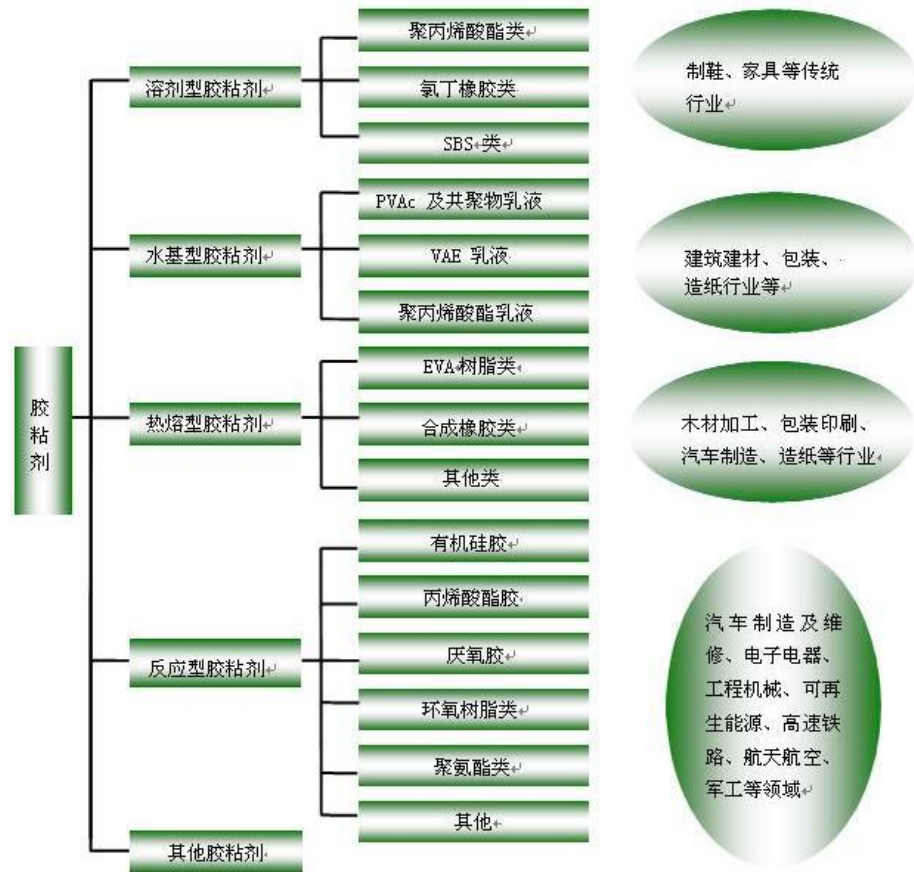 胶
粘
剂
溶剂型胶粘剂
聚丙烯酸酯类
氯丁橡胶类
SBS 类
制鞋、家具等传统
行业
水基型胶粘剂
PVAc 及共聚物乳液
VAE 乳液
聚丙烯酸酯乳液
建筑建材、包装、
造纸行业等
热熔型胶粘剂
EVA 树脂类
合成橡胶类
其他类
木材加工、包装印刷、
汽车制造、造纸等行业
反应型胶粘剂
有机硅胶
丙烯酸酯胶
厌氧胶
环氧树脂类
聚氨酯类
其他
汽车制造及维
修、电子电器、
工程机械、可再
生能源、高速铁
路、航天航空、
军工等领域
其他胶粘剂